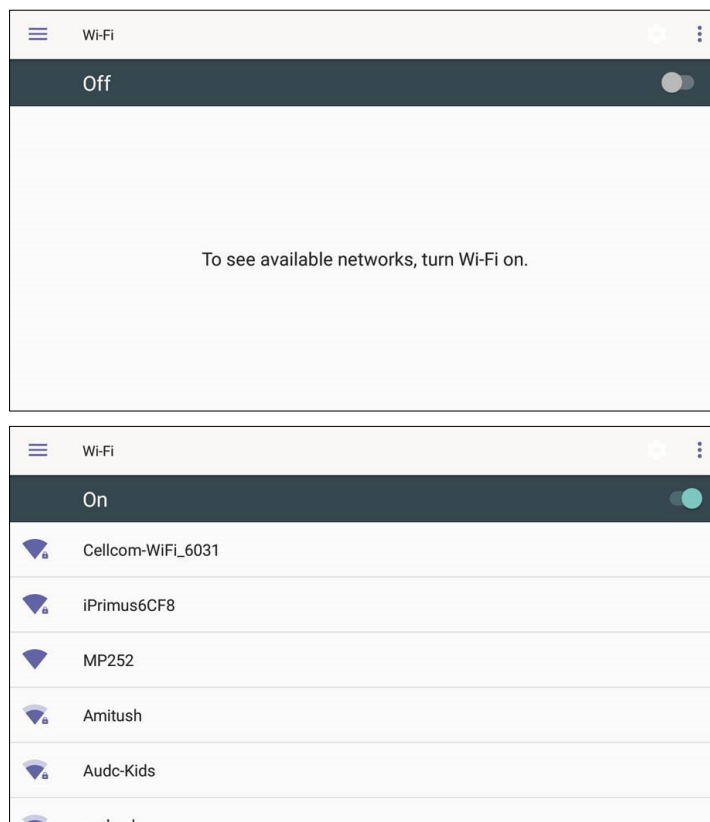 Wi-Fi
Off
To see available networks, turn Wi-Fi on.
Wi-Fi
On
Cellcom-WiFi_6031
iPrimus6CF8
MP252
Amitush
Audc-Kids